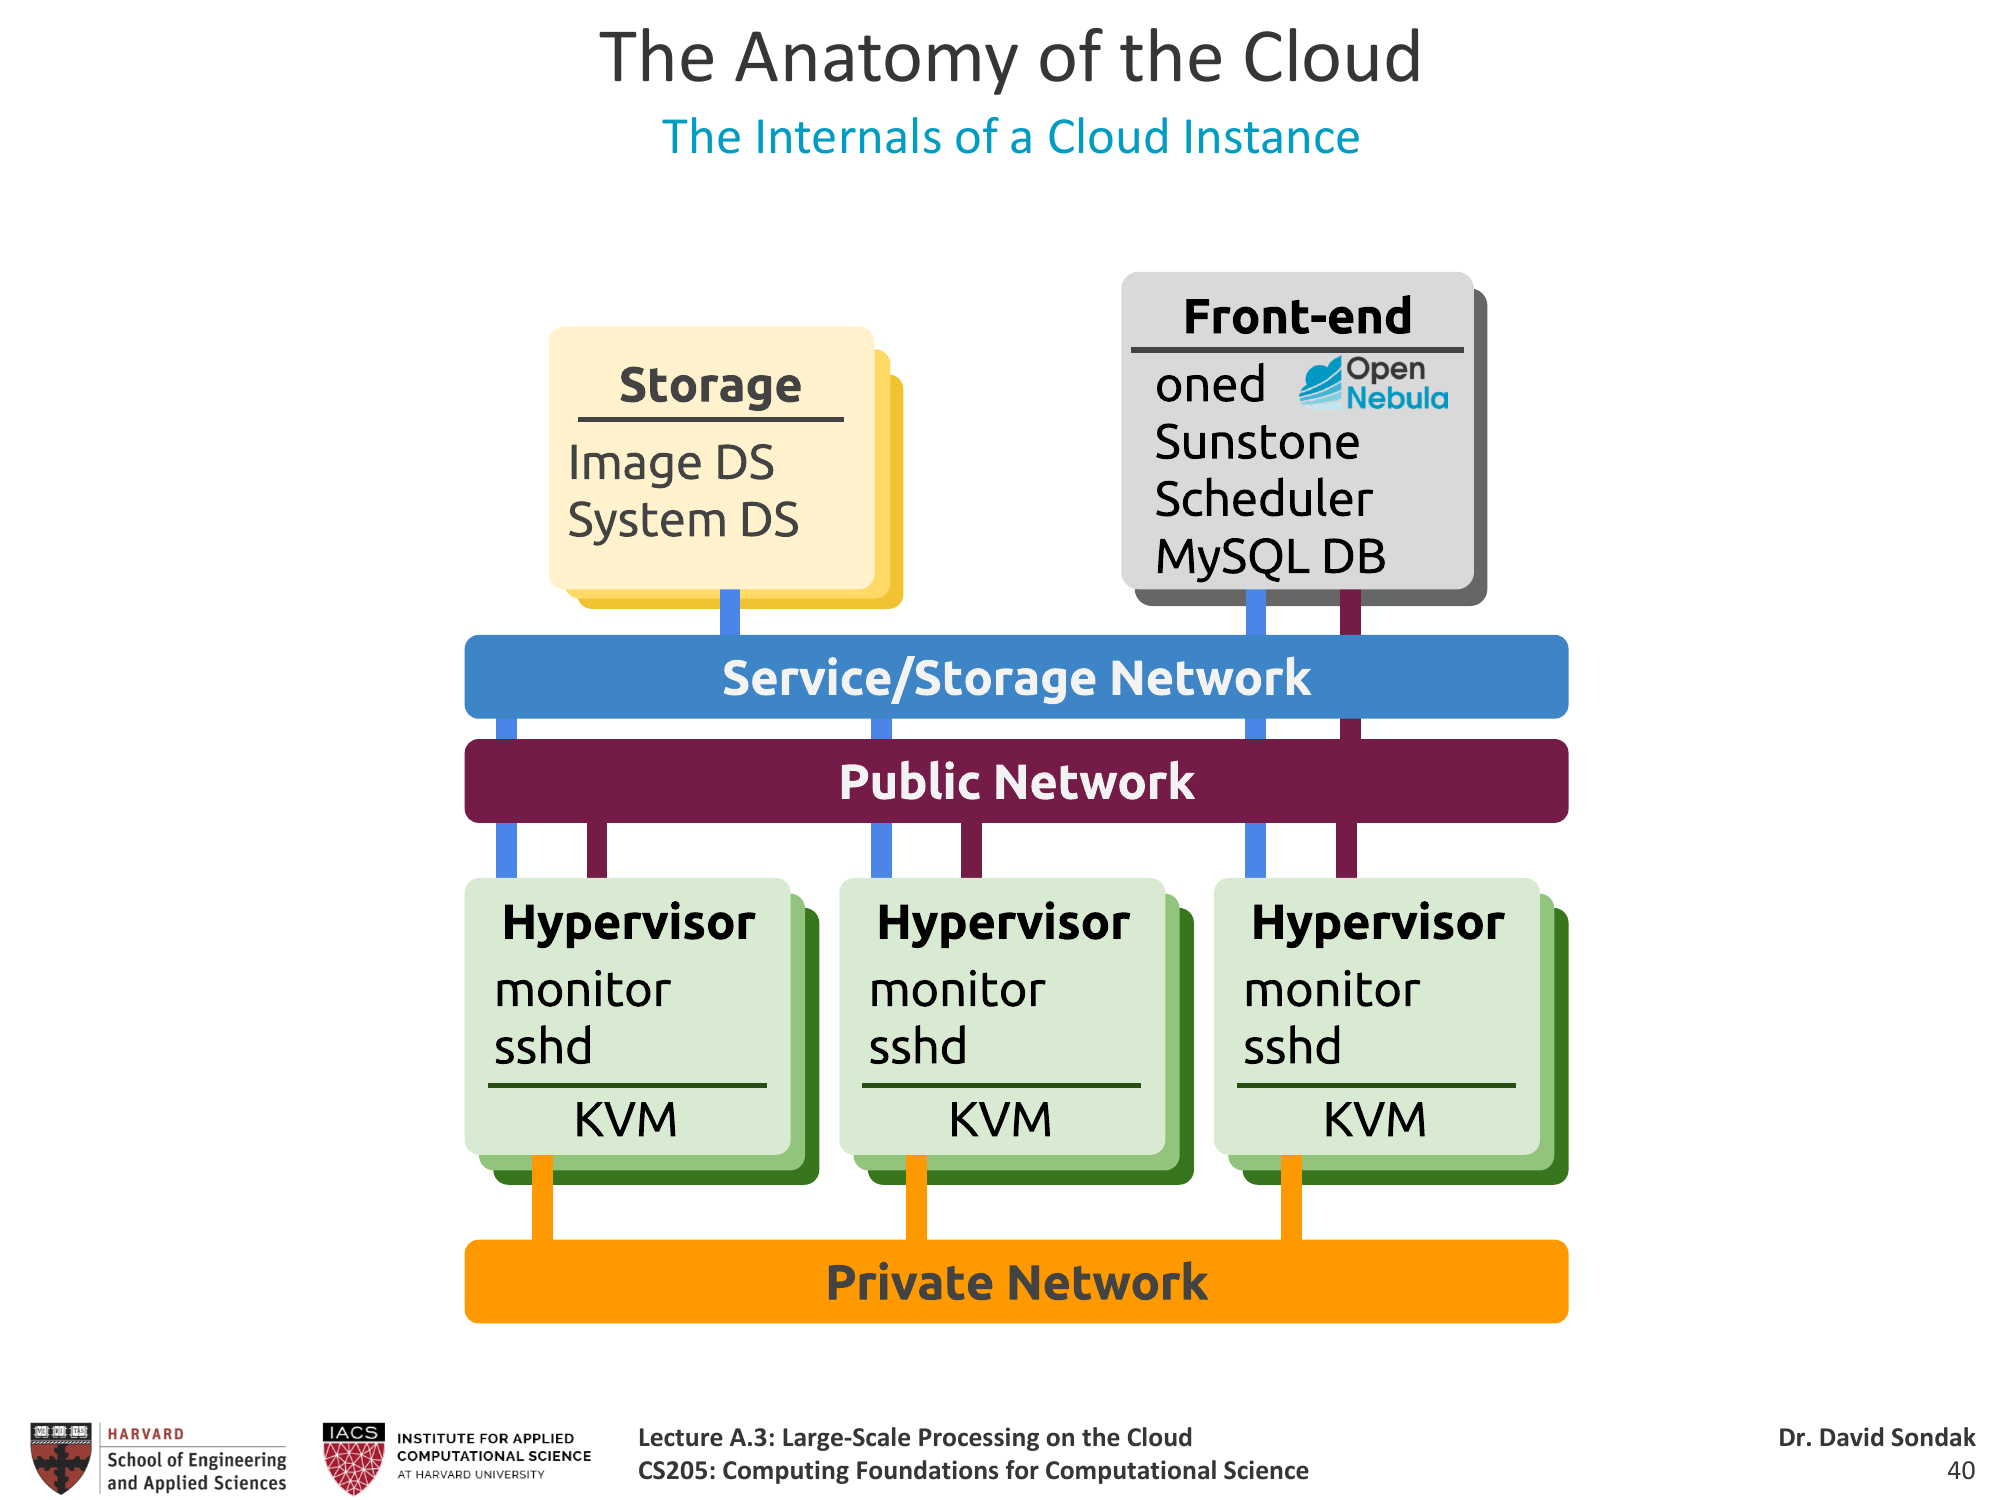 The Anatomy of the Cloud
The Internals of a Cloud Instance
Storage
Image DS
System DS
Front-end
oned
Open
Nebula
Sunstone
Scheduler
MySQL DB
Service/Storage Network
Public Network
Hypervisor
monitor
sshd
KVM
Hypervisor
monitor
sshd
KVM
Hypervisor
monitor
sshd
KVM
Private Network
HARVARD
School of Engineering
and Applied Sciences
IACS
INSTITUTE FOR APPLIED
COMPUTATIONAL SCIENCE
AT HARVARD UNIVERSITY
Lecture A.3: Large-Scale Processing on the Cloud
CS205: Computing Foundations for Computational Science
Dr. David Sondak
40